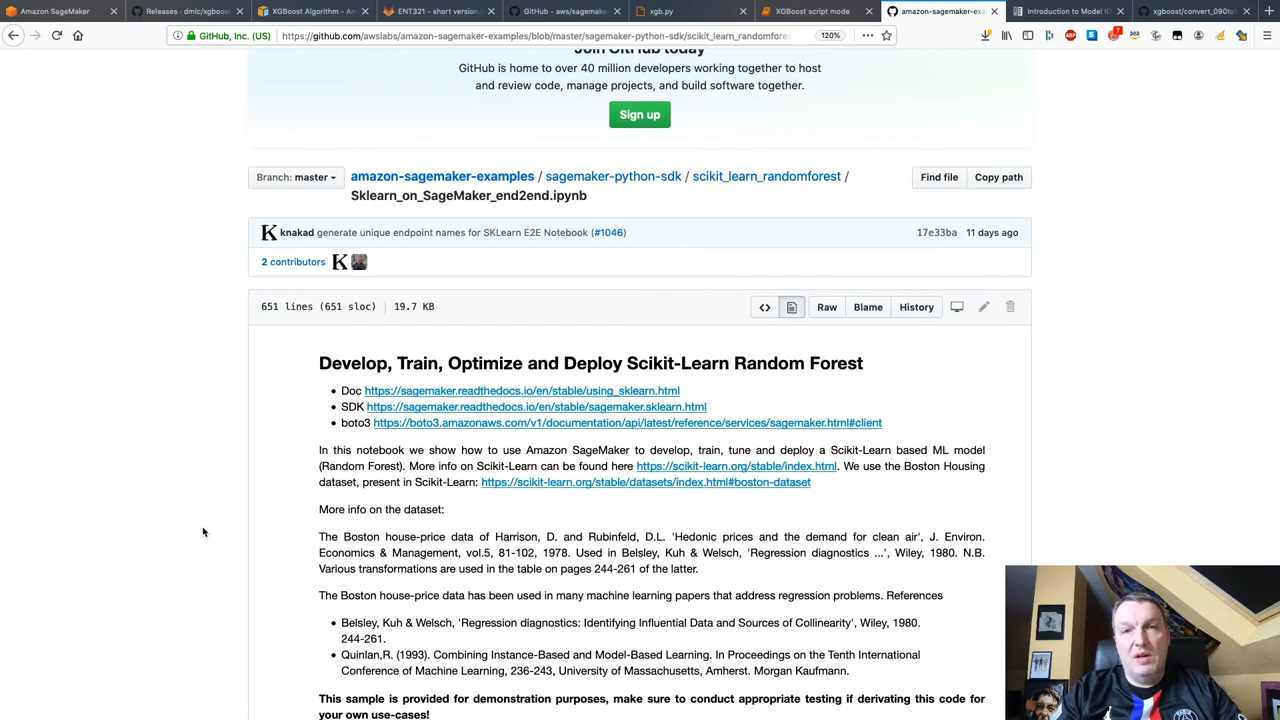 Amazon SageMaker
Releases · dmlc/xgboost
XGBoost Algorithm - Am
ENT321 - short version.
GitHub - aws/sagemaker
xgb.py
XGBoost script mode
amazon-sagemaker-exa
Introduction to Model IO
xgboost/convert_090to1
GitHub, Inc. (US)
https://github.com/awslabs/amazon-sagemaker-examples/blob/master/sagemaker-python-sdk/scikit_learn_randomfores
120%
Join GitHub today
GitHub is home to over 40 million developers working together to host
and review code, manage projects, and build software together.
Sign up
Branch: master
amazon-sagemaker-examples / sagemaker-python-sdk / scikit_learn_randomforest /
Sklearn_on_SageMaker_end2end.ipynb
Find file
Copy path
knakad generate unique endpoint names for SKLearn E2E Notebook (#1046)
17e33ba 11 days ago
2 contributors
651 lines (651 sloc) 19.7 KB
Raw
Blame
History
Develop, Train, Optimize and Deploy Scikit-Learn Random Forest
• Doc https://sagemaker.readthedocs.io/en/stable/using_sklearn.html
• SDK https://sagemaker.readthedocs.io/en/stable/sagemaker.sklearn.html
• boto3 https://boto3.amazonaws.com/v1/documentation/api/latest/reference/services/sagemaker.html#client
In this notebook we show how to use Amazon SageMaker to develop, train, tune and deploy a Scikit-Learn based ML model
(Random Forest). More info on Scikit-Learn can be found here https://scikit-learn.org/stable/index.html. We use the Boston Housing
dataset, present in Scikit-Learn: https://scikit-learn.org/stable/datasets/index.html#boston-dataset
More info on the dataset:
The Boston house-price data of Harrison, D. and Rubinfeld, D.L. 'Hedonic prices and the demand for clean air', J. Environ.
Economics & Management, vol.5, 81-102, 1978. Used in Belsley, Kuh & Welsch, 'Regression diagnostics ...', Wiley, 1980. N.B.
Various transformations are used in the table on pages 244-261 of the latter.
The Boston house-price data has been used in many machine learning papers that address regression problems. References
• Belsley, Kuh & Welsch, 'Regression diagnostics: Identifying Influential Data and Sources of Collinearity', Wiley, 1980.
244-261.
• Quinlan,R. (1993). Combining Instance-Based and Model-Based Learning. In Proceedings on the Tenth International
Conference of Machine Learning, 236-243, University of Massachusetts, Amherst. Morgan Kaufmann.
This sample is provided for demonstration purposes, make sure to conduct appropriate testing if derivating this code for
your own use-cases!